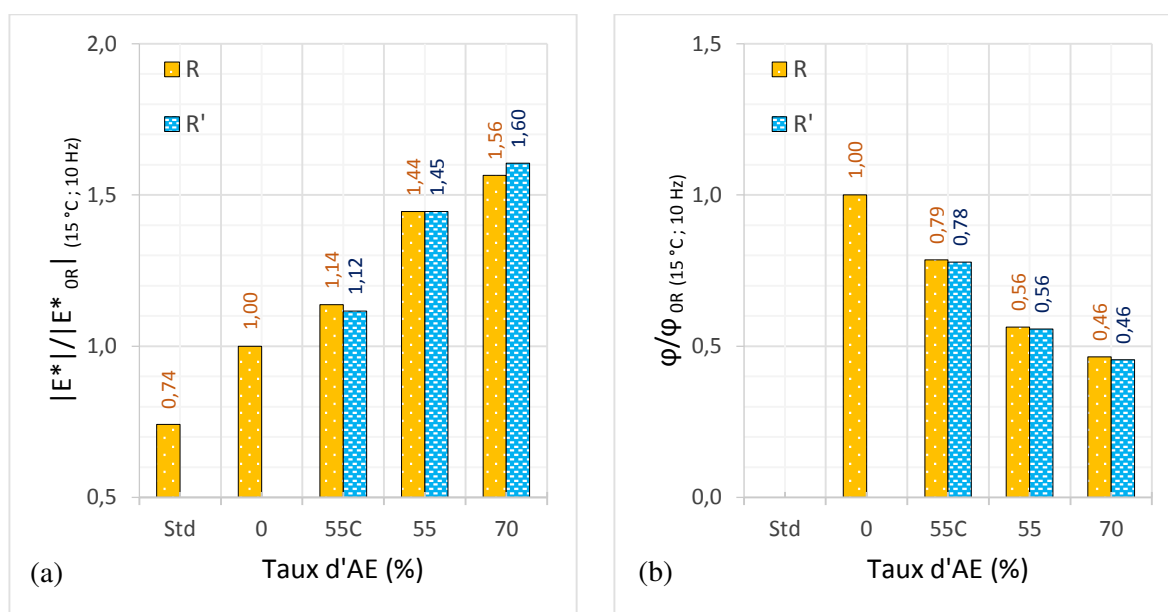 2,0
1,5
1,0
0,5
|E*|/|E*0R| (15 °C ; 10 Hz)
R
R'
0,74
1,00
1,14
1,12
1,44
1,45
1,56
1,60
Std 0 55C 55 70
(a) Taux d'AE (%)
1,5
1,0
0,5
0,0
φ/φ0R (15 °C ; 10 Hz)
R
R'
1,00
0,79
0,78
0,56
0,56
0,46
0,46
Std 0 55C 55 70
(b) Taux d'AE (%)